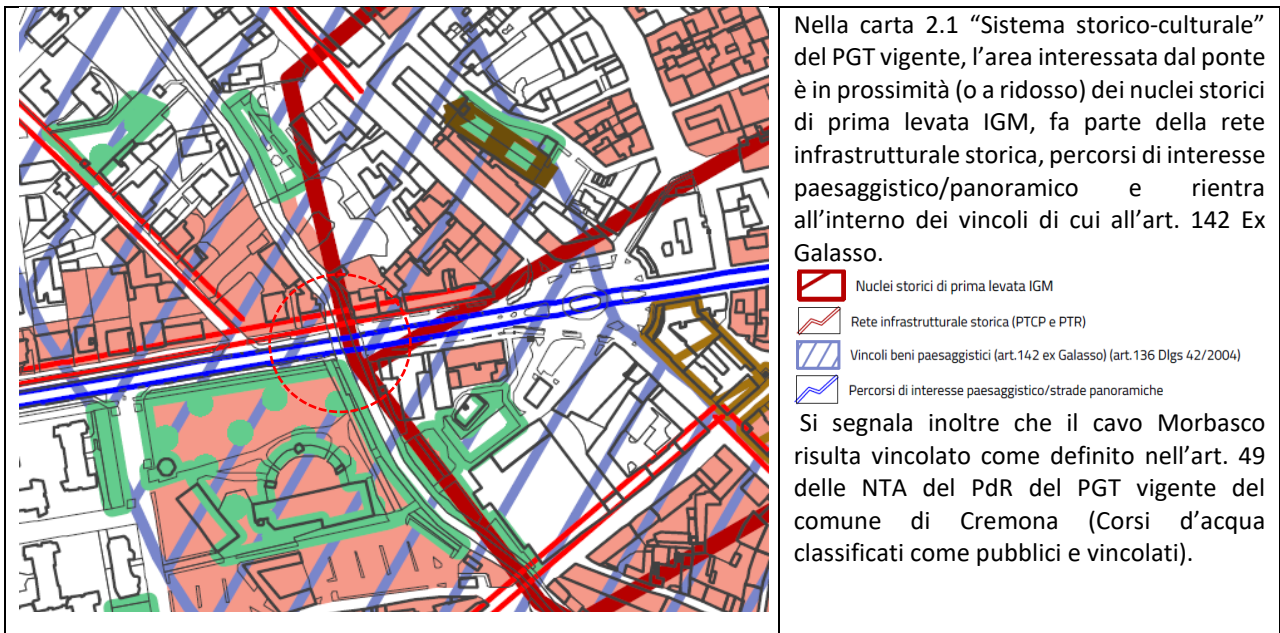 Nella carta 2.1 “Sistema storico-culturale”
del PGT vigente, l’area interessata dal ponte
è in prossimità (o a ridosso) dei nuclei storici
di prima levata IGM, fa parte della rete
infrastrutturale storica, percorsi di interesse
paesaggistico/panoramico e rientra
all’interno dei vincoli di cui all’art. 142 Ex
Galasso.
Nuclei storici di prima levata IGM
Rete infrastrutturale storica (PTCP e PTR)
Vincoli beni paesaggistici (art.142 ex Galasso) (art.136 Dlgs 42/2004)
Percorsi di interesse paesaggistico/strade panoramiche
Si segnala inoltre che il cavo Morbasco
risulta vincolato come definito nell’art. 49
delle NTA del PdR del PGT vigente del
comune di Cremona (Corsi d’acqua
classificati come pubblici e vincolati).